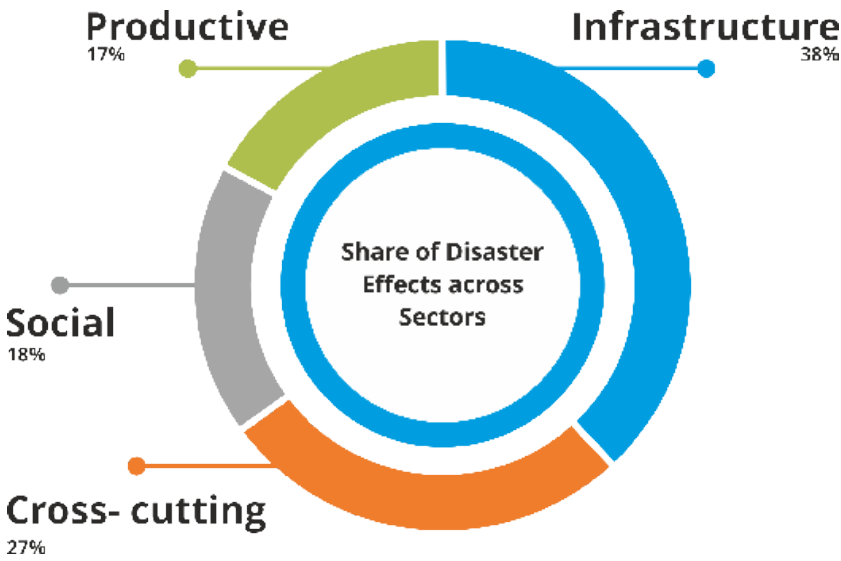 Productive
17%
Infrastructure
38%
Share of Disaster
Effects across
Sectors
Social
18%
Cross- cutting
27%